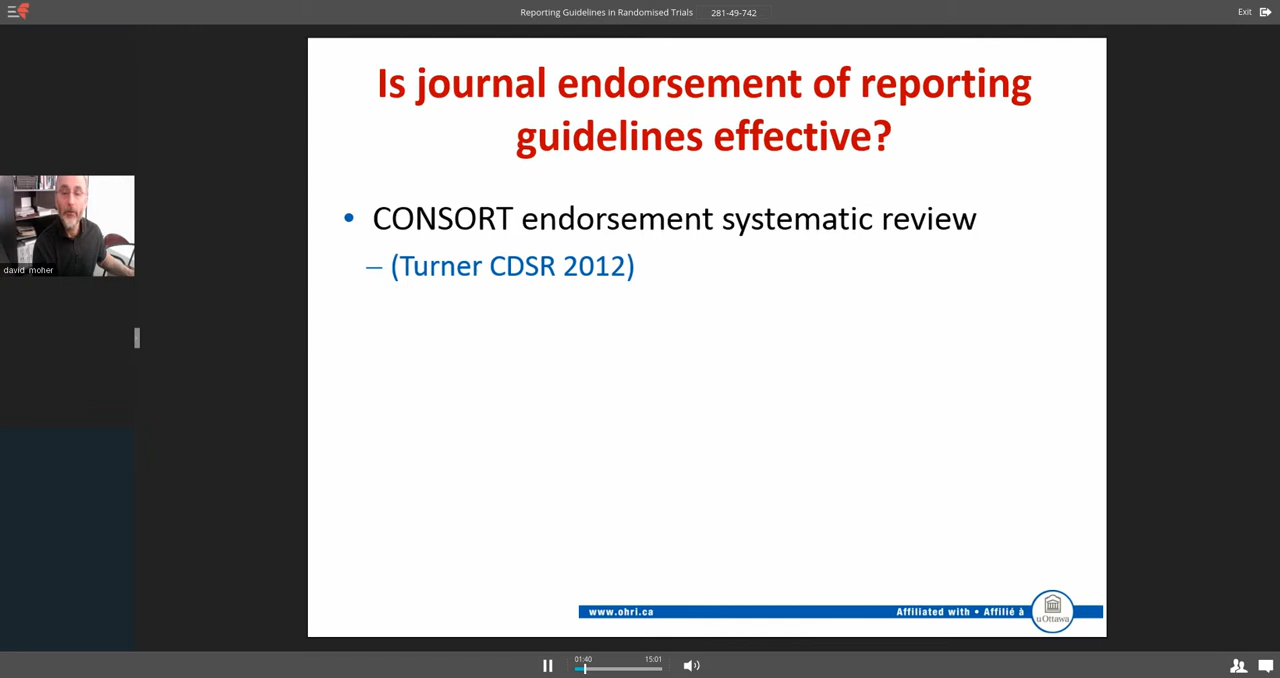 Reporting Guidelines in Randomised Trials 281-49-742
Exit
Is journal endorsement of reporting
guidelines effective?
• CONSORT endorsement systematic review
– (Turner CDSR 2012)
david moher
www.ohri.ca
Affiliated with • Affilié à
uOttawa
01:40
15:01